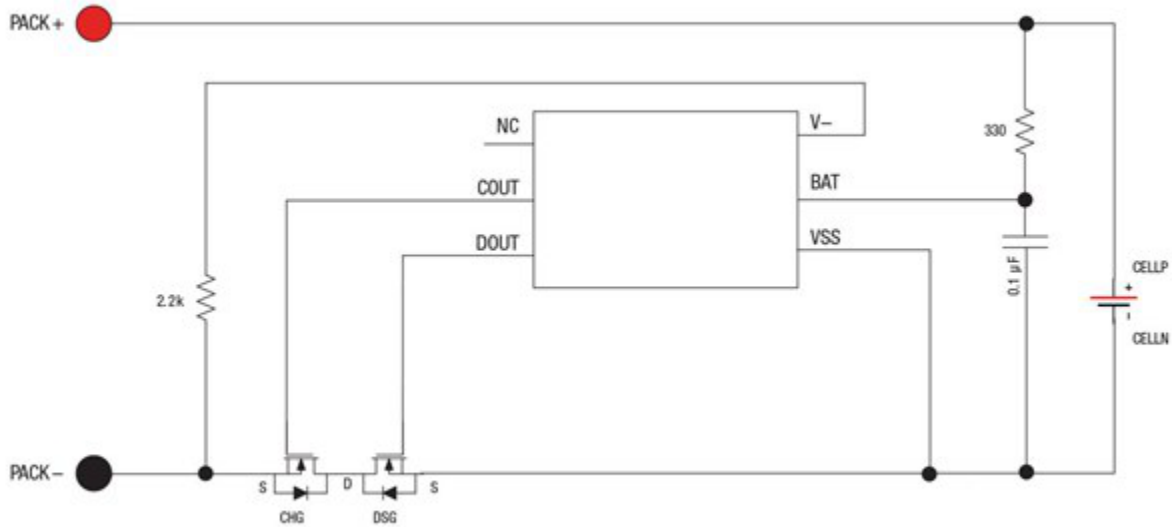 PACK+
NC
V–
330
COUT
BAT
DOUT
VSS
0.1 µF
CELLP
+
2.2k
–
CELLN
PACK–
S
D
S
CHG
DSG